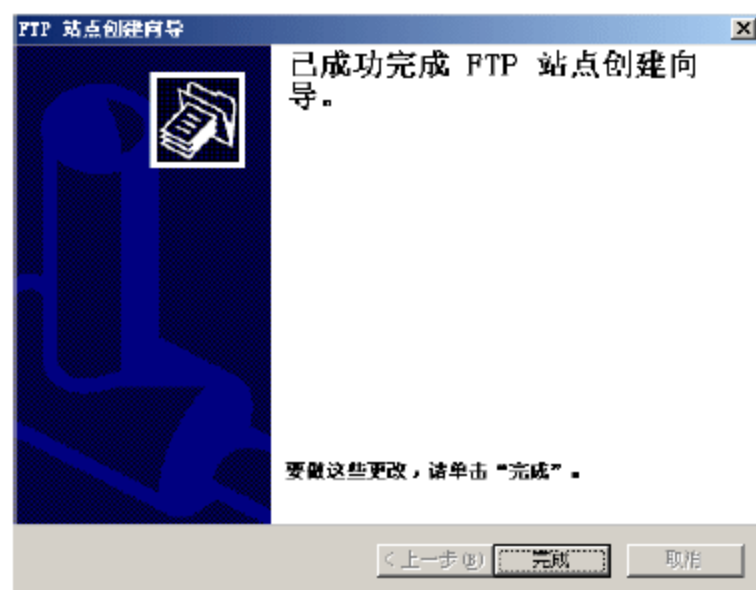 FTP 站点创建向导
已成功完成 FTP 站点创建向
导。
要做这些更改，请单击“完成”。
< 上一步(B)
完成
取消